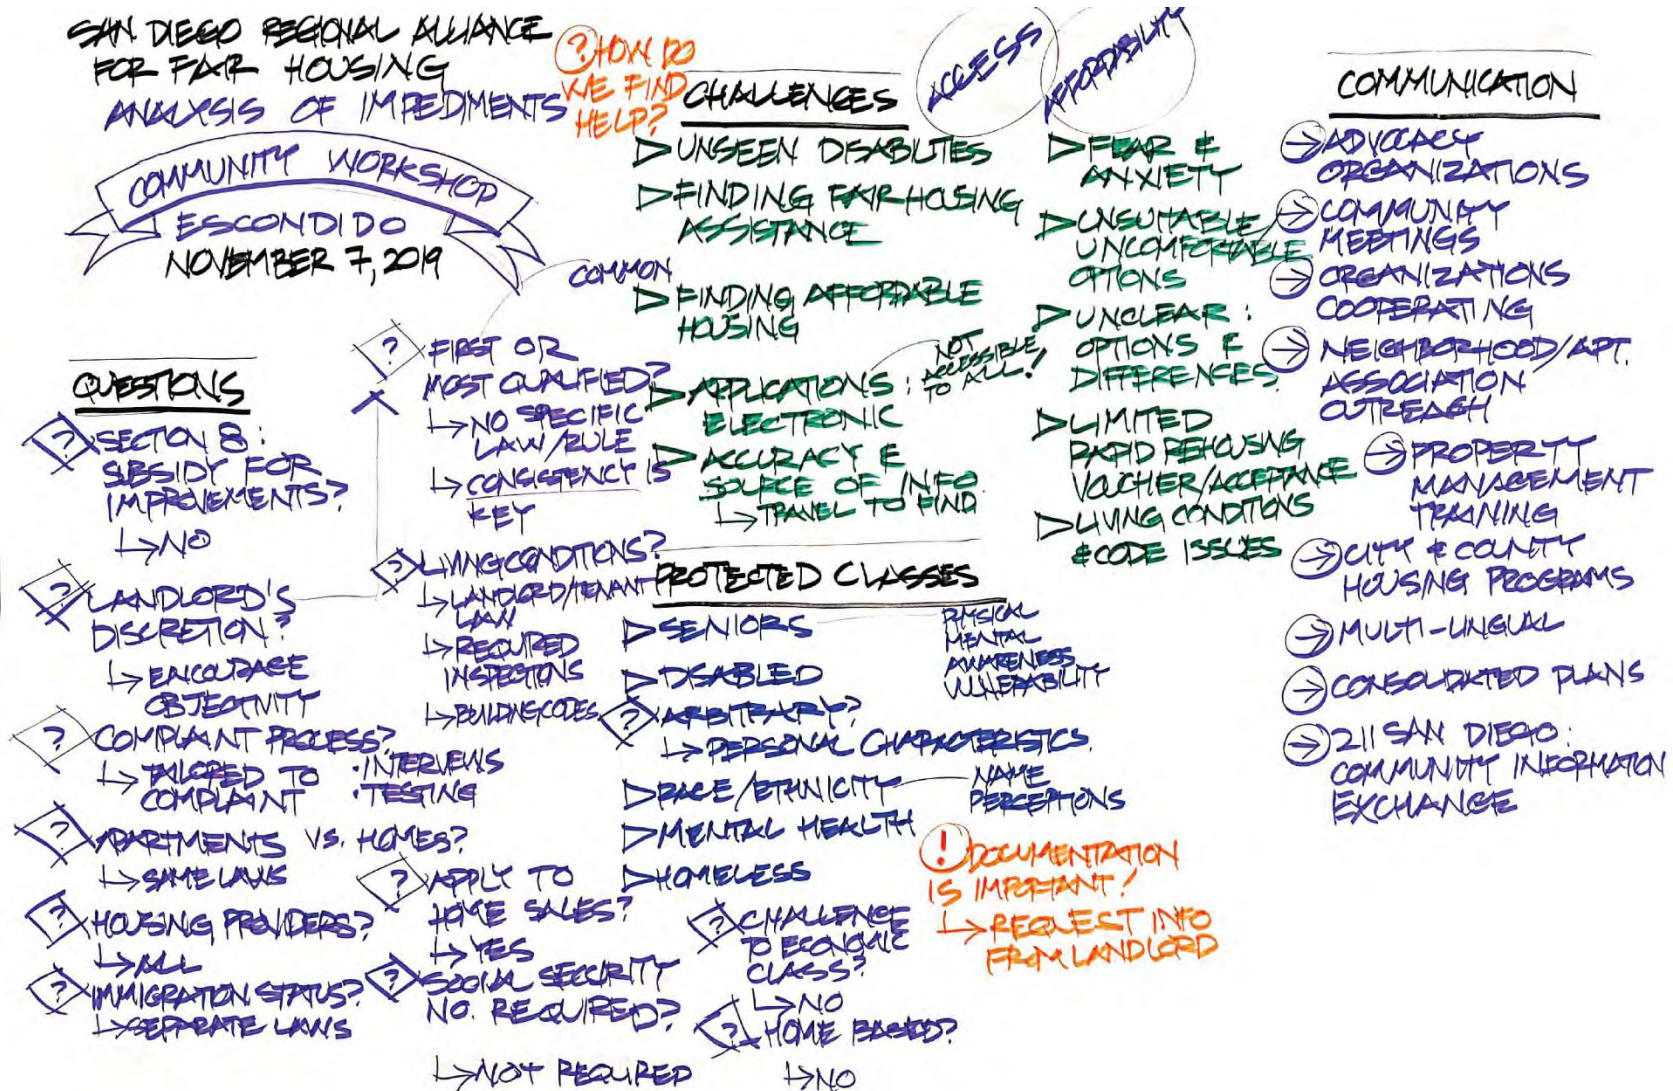 SAN DIEGO REGIONAL ALLIANCE
FOR FAIR HOUSING
ANALYSIS OF IMPEDIMENTS
COMMUNITY WORKSHOP
ESCONDIDO
NOVEMBER 7, 2019
? HOW DO
WE FIND
HELP?
QUESTIONS
? SECTION 8:
SUBSIDY FOR
IMPROVEMENTS?
↳ NO
? LANDLORD'S
DISCRETION?
↳ ENCOURAGE
OBJECTIVITY
? COMPLAINT PROCESS?
↳ TAILORED TO
COMPLAINT
• INTERVIEWS
• TESTING
? APARTMENTS VS. HOMES?
↳ SAME LAWS
? HOUSING PROVIDERS?
↳ ALL
? IMMIGRATION STATUS?
↳ SEPARATE LAWS
COMMON
? FIRST OR
MOST QUALIFIED?
↳ NO SPECIFIC
LAW/RULE
↳ CONSISTENCY IS
KEY
? LIVING CONDITIONS?
↳ LANDLORD/TENANT
LAW
↳ REQUIRED
INSPECTIONS
↳ BUILDING CODES
? APPLY TO
HOME SALES?
↳ YES
? SOCIAL SECURITY
NO. REQUIRED?
↳ NOT REQUIRED
CHALLENGES
ACCESS
AFFORDABILITY
UNSEEN DISABILITES
FINDING FAIR HOUSING
ASSISTANCE
FINDING AFFORDABLE
HOUSING
APPLICATIONS:
ELECTRONIC
NOT
ACCESSIBLE
TO ALL!
ACCURACY &
SOURCE OF INFO
↳ TRAVEL TO FIND
FEAR &
ANXIETY
UNSUITABLE/
UNCOMFORTABLE
OPTIONS
UNCLEAR:
OPTIONS &
DIFFERENCES
LIMITED
RAPID REHOUSING
VOUCHER/ACCEPTANCE
LIVING CONDITIONS
& CODE ISSUES
PROTECTED CLASSES
SENIORS
PHYSICAL
MENTAL
AWARENESS
VULNERABILITY
DISABLED
? ARBITRARY?
↳ PERSONAL CHARACTERISTICS
RACE/ETHNICITY
NAME
PERCEPTIONS
MENTAL HEALTH
HOMELESS
? CHALLENGE
TO ECONOMIC
CLASS?
↳ NO
? HOME BASED?
↳ NO
! DOCUMENTATION
IS IMPORTANT!
↳ REQUEST INFO
FROM LANDLORD
COMMUNICATION
→ ADVOCACY
ORGANIZATIONS
→ COMMUNITY
MEETINGS
→ ORGANIZATIONS
COOPERATING
→ NEIGHBORHOOD/APT.
ASSOCIATION
OUTREACH
→ PROPERTY
MANAGEMENT
TRAINING
→ CITY & COUNTY
HOUSING PROGRAMS
→ MULTI-LINGUAL
→ CONSOLIDATED PLANS
→ 211 SAN DIEGO:
COMMUNITY INFORMATION
EXCHANGE